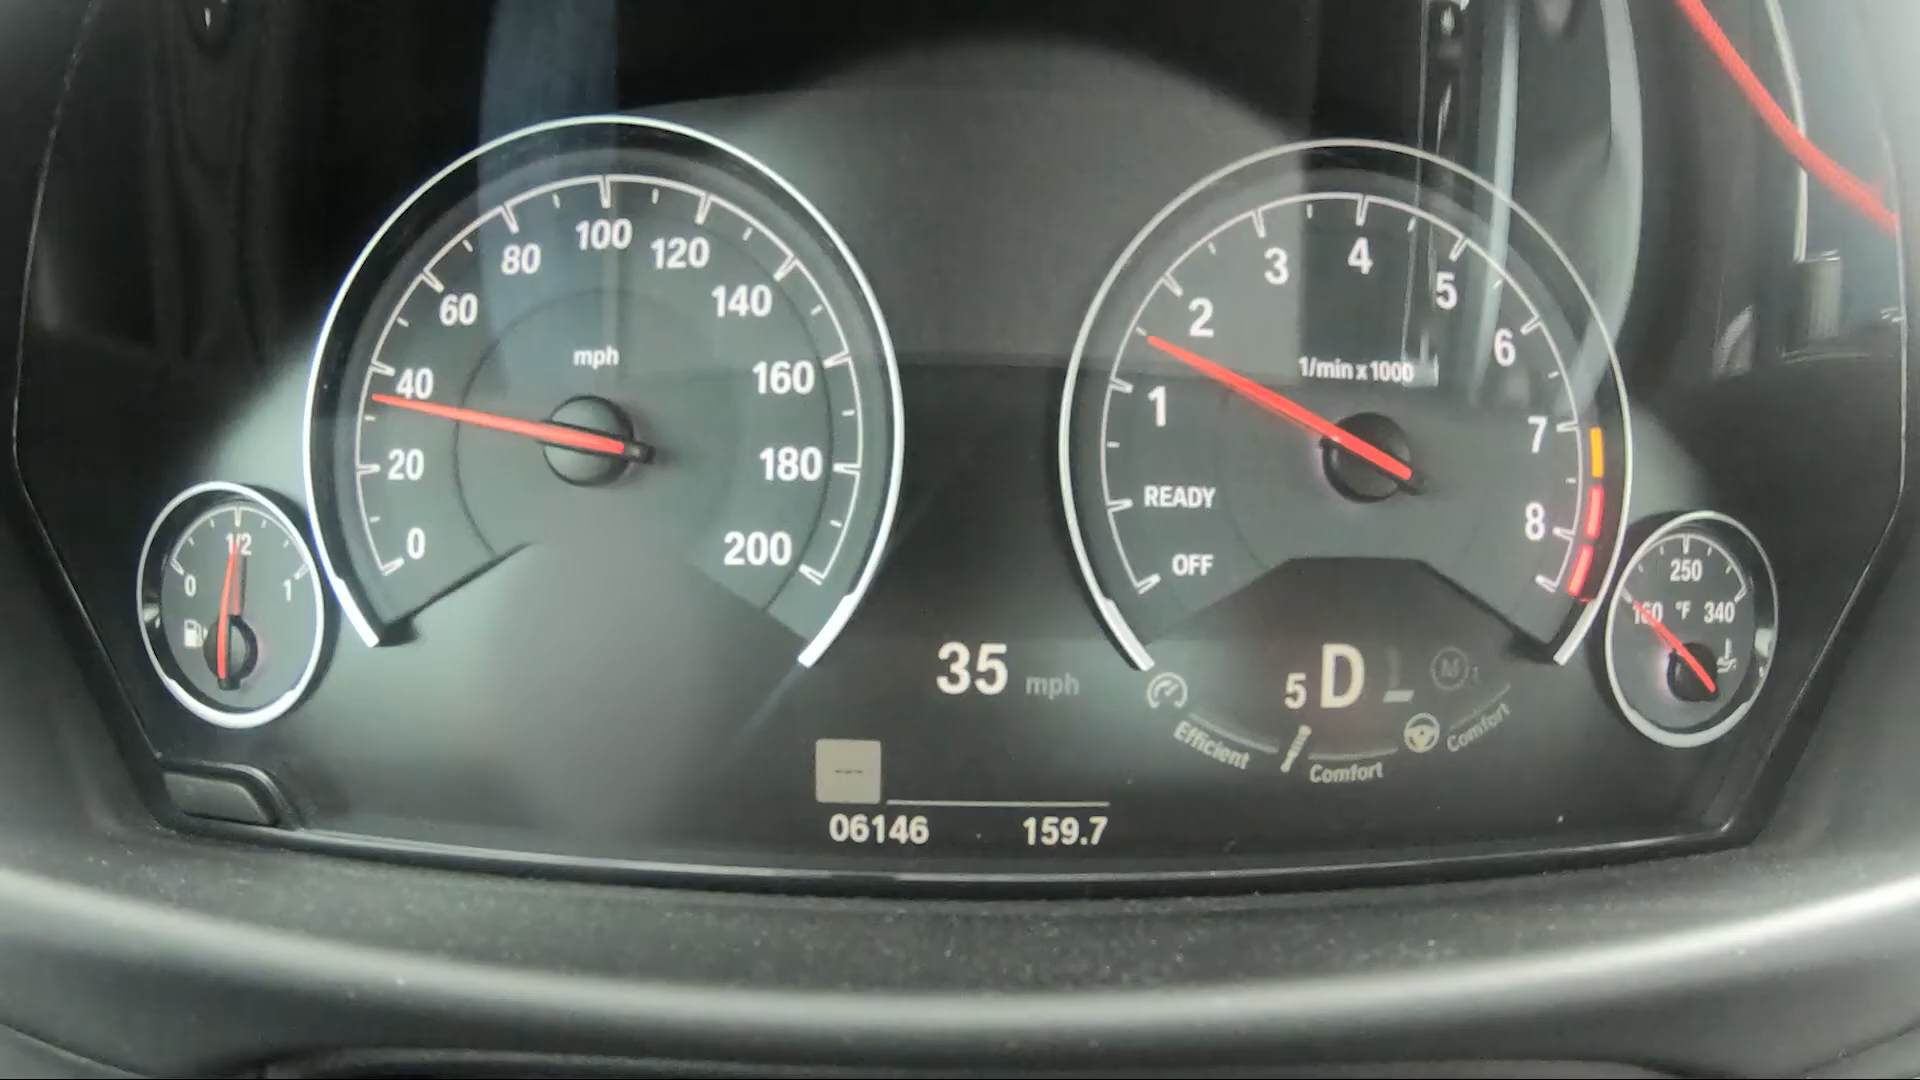 0
20
40
60
80
100
120
140
160
180
200
mph
OFF
READY
1
2
3
4
5
6
7
8
1/min x 1000
0
1/2
1
250
160 °F 340
35 mph
5 D
M 1
Efficient
Comfort
Comfort
06146 159.7